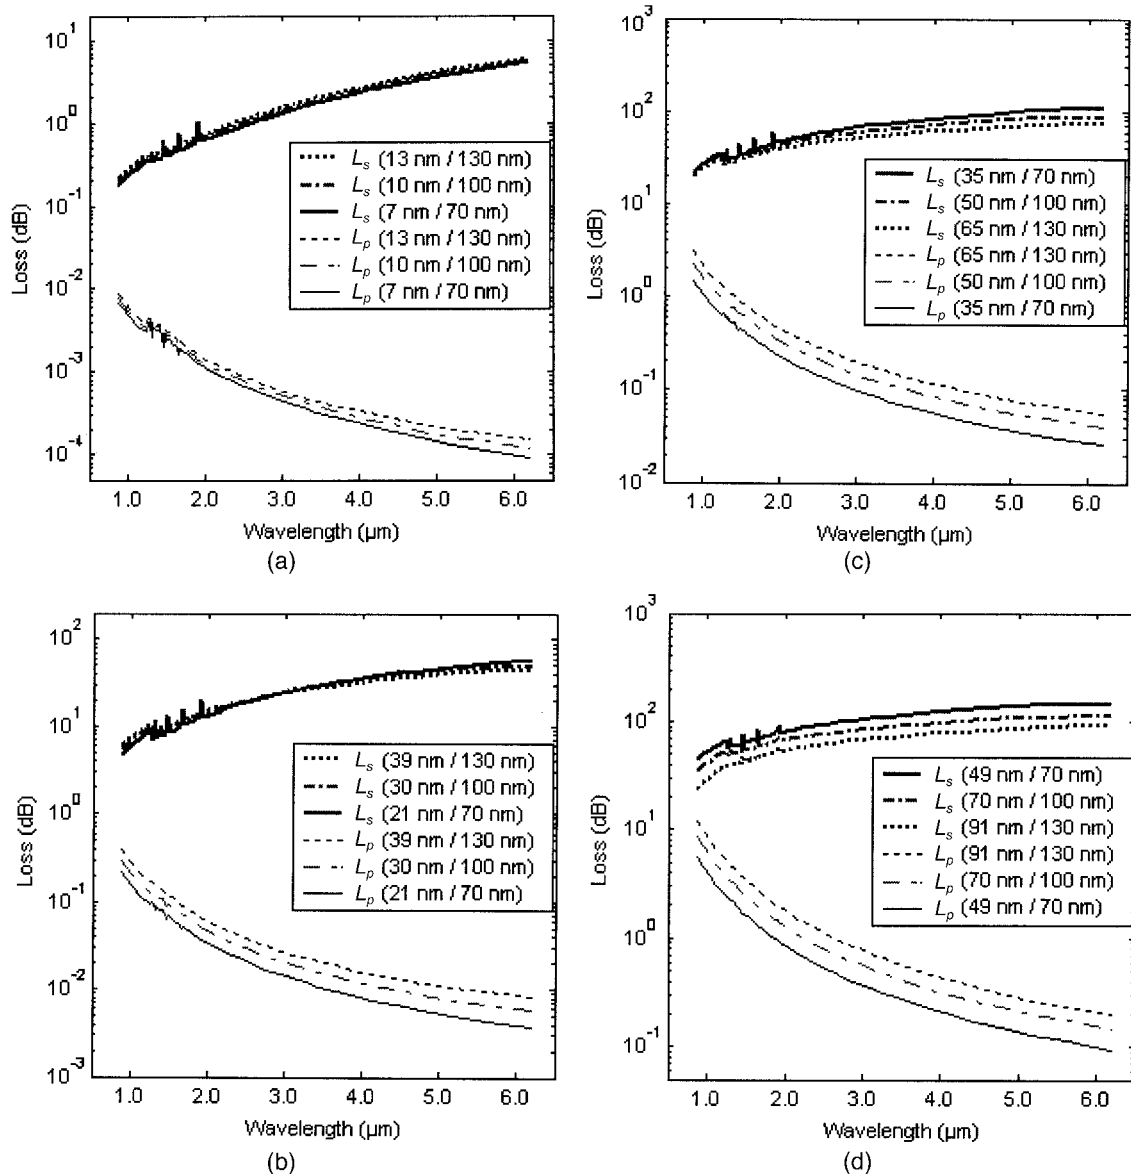 10^1
10^0
10^-1
10^-2
10^-3
10^-4
Loss (dB)
L_s (13 nm / 130 nm)
L_s (10 nm / 100 nm)
L_s (7 nm / 70 nm)
L_p (13 nm / 130 nm)
L_p (10 nm / 100 nm)
L_p (7 nm / 70 nm)
1.0 2.0 3.0 4.0 5.0 6.0
Wavelength (µm)
(a)
10^3
10^2
10^1
10^0
10^-1
10^-2
Loss (dB)
L_s (35 nm / 70 nm)
L_s (50 nm / 100 nm)
L_s (65 nm / 130 nm)
L_p (65 nm / 130 nm)
L_p (50 nm / 100 nm)
L_p (35 nm / 70 nm)
1.0 2.0 3.0 4.0 5.0 6.0
Wavelength (µm)
(c)
10^2
10^1
10^0
10^-1
10^-2
10^-3
Loss (dB)
L_s (39 nm / 130 nm)
L_s (30 nm / 100 nm)
L_s (21 nm / 70 nm)
L_p (39 nm / 130 nm)
L_p (30 nm / 100 nm)
L_p (21 nm / 70 nm)
1.0 2.0 3.0 4.0 5.0 6.0
Wavelength (µm)
(b)
10^3
10^2
10^1
10^0
10^-1
Loss (dB)
L_s (49 nm / 70 nm)
L_s (70 nm / 100 nm)
L_s (91 nm / 130 nm)
L_p (91 nm / 130 nm)
L_p (70 nm / 100 nm)
L_p (49 nm / 70 nm)
1.0 2.0 3.0 4.0 5.0 6.0
Wavelength (µm)
(d)